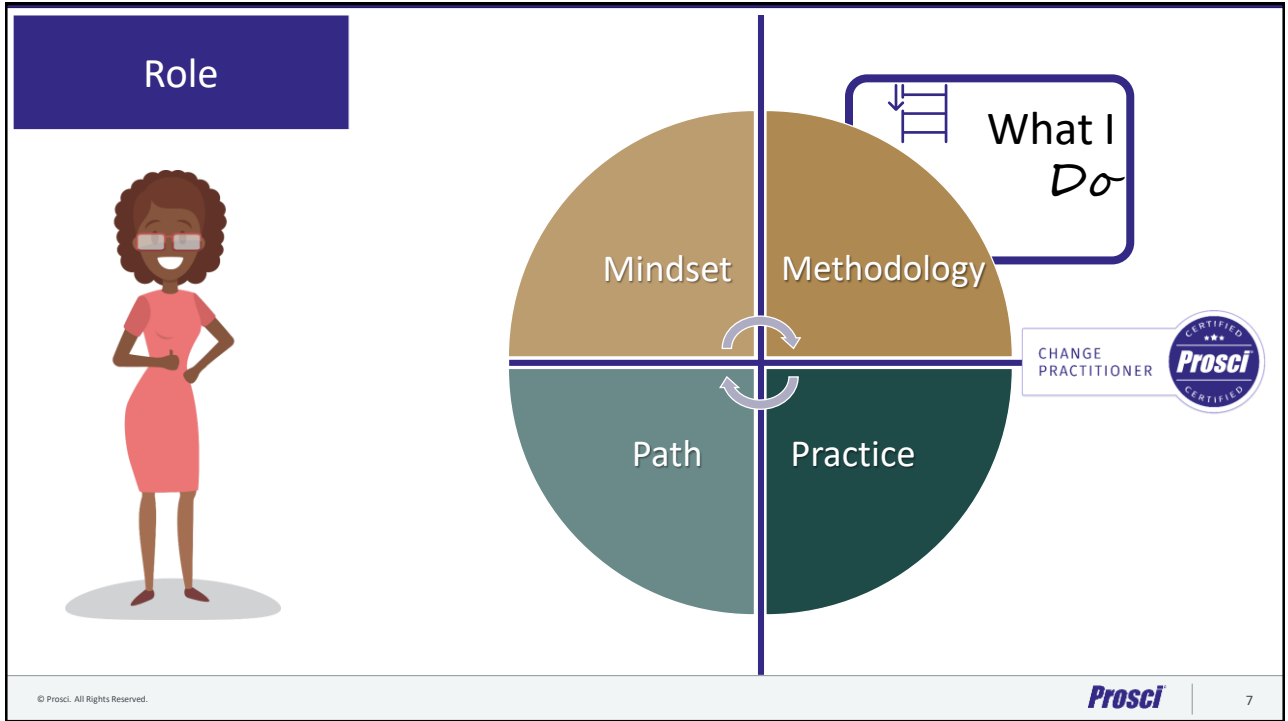 Role
What I
Do
Mindset
Methodology
CHANGE
PRACTITIONER
CERTIFIED
Prosci
CERTIFIED
Path
Practice
© Prosci. All Rights Reserved.
Prosci
7